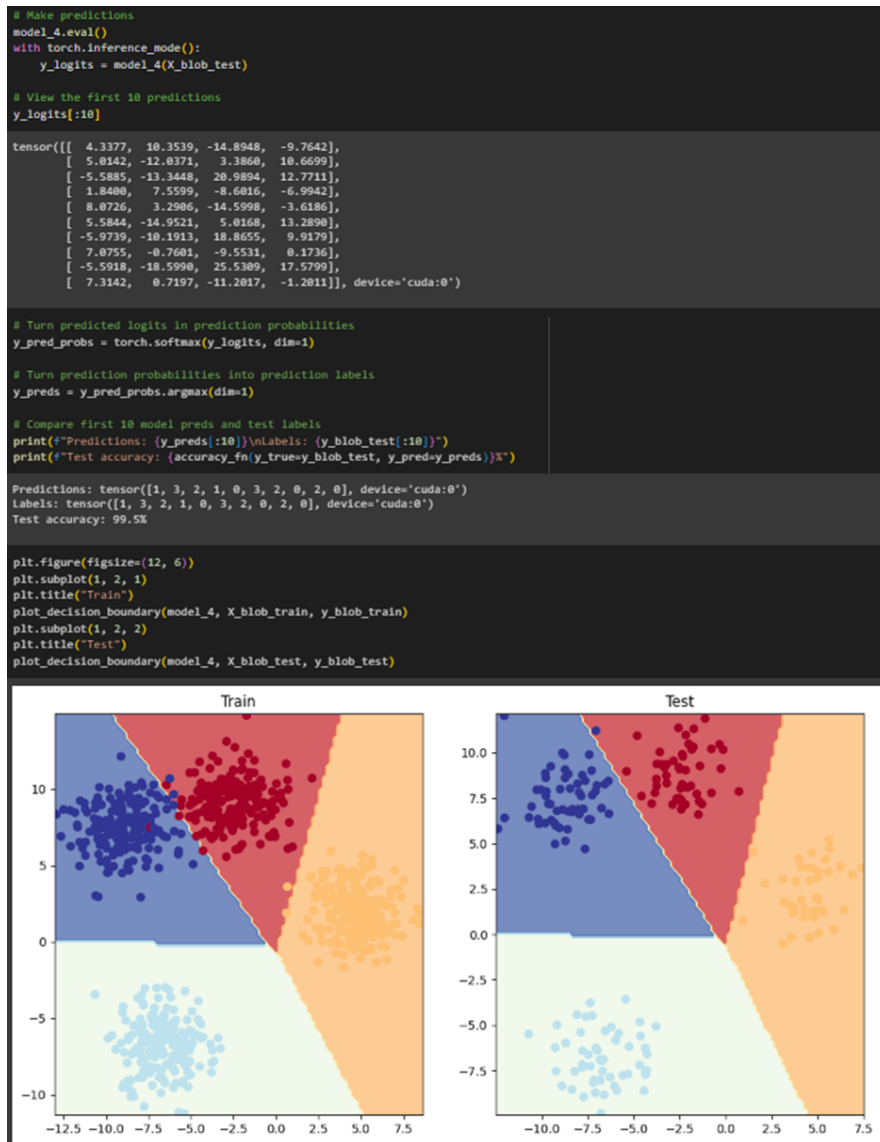 # Make predictions
model_4.eval()
with torch.inference_mode():
    y_logits = model_4(X_blob_test)
# View the first 10 predictions
y_logits[:10]
tensor([[  4.3377,  10.3539, -14.8948,  -9.7642],
        [  5.0142, -12.0371,   3.3860,  10.6699],
        [ -5.5885, -13.3448,  20.9894,  12.7711],
        [  1.8400,   7.5599,  -8.6016,  -6.9942],
        [  8.0726,   3.2906, -14.5998,  -3.6186],
        [  5.5844, -14.9521,   5.0168,  13.2890],
        [ -5.9739, -10.1913,  18.8655,   9.9179],
        [  7.0755,  -0.7601,  -9.5531,   0.1736],
        [ -5.5918, -18.5990,  25.5309,  17.5799],
        [  7.3142,   0.7197, -11.2017,  -1.2011]], device='cuda:0')
# Turn predicted logits in prediction probabilities
y_pred_probs = torch.softmax(y_logits, dim=1)
# Turn prediction probabilities into prediction labels
y_preds = y_pred_probs.argmax(dim=1)
# Compare first 10 model preds and test labels
print(f"Predictions: {y_preds[:10]}\nLabels: {y_blob_test[:10]}")
print(f"Test accuracy: {accuracy_fn(y_true=y_blob_test, y_pred=y_preds)}%")
Predictions: tensor([1, 3, 2, 1, 0, 3, 2, 0, 2, 0], device='cuda:0')
Labels: tensor([1, 3, 2, 1, 0, 3, 2, 0, 2, 0], device='cuda:0')
Test accuracy: 99.5%
plt.figure(figsize=(12, 6))
plt.subplot(1, 2, 1)
plt.title("Train")
plot_decision_boundary(model_4, X_blob_train, y_blob_train)
plt.subplot(1, 2, 2)
plt.title("Test")
plot_decision_boundary(model_4, X_blob_test, y_blob_test)
Train
10
5
0
−5
−10
−12.5 −10.0 −7.5 −5.0 −2.5 0.0 2.5 5.0 7.5
Test
10.0
7.5
5.0
2.5
0.0
−2.5
−5.0
−7.5
−10.0 −7.5 −5.0 −2.5 0.0 2.5 5.0 7.5